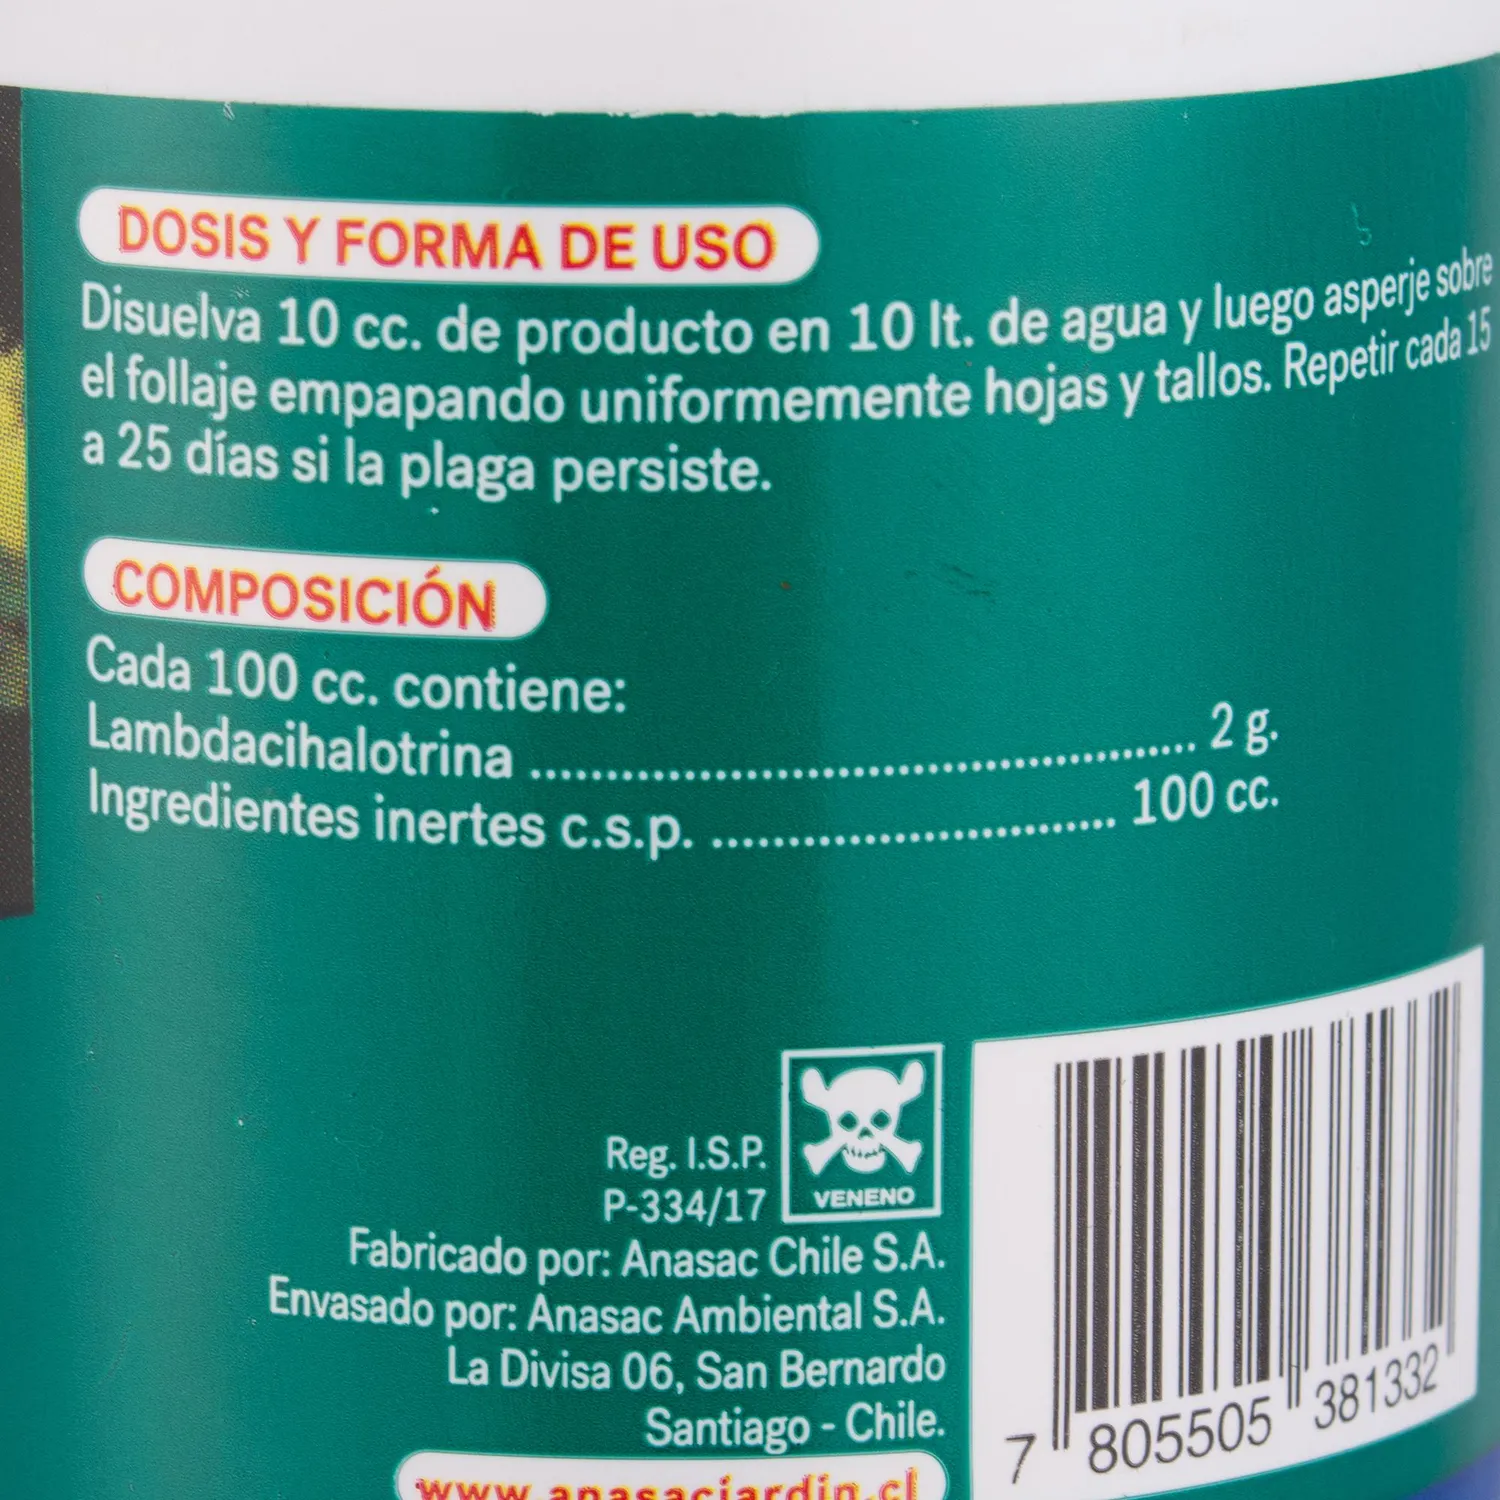 DOSIS Y FORMA DE USO
Disuelva 10 cc. de producto en 10 lt. de agua y luego asperje sobre
el follaje empapando uniformemente hojas y tallos. Repetir cada 15
a 25 días si la plaga persiste.
COMPOSICIÓN
Cada 100 cc. contiene:
Lambdacihalotrina ............................................ 2 g.
Ingredientes inertes c.s.p. ........................... 100 cc.
VENENO
Reg. I.S.P.
P-334/17
Fabricado por: Anasac Chile S.A.
Envasado por: Anasac Ambiental S.A.
La Divisa 06, San Bernardo
Santiago - Chile.
www.anasacjardin.cl
7 805505 381332